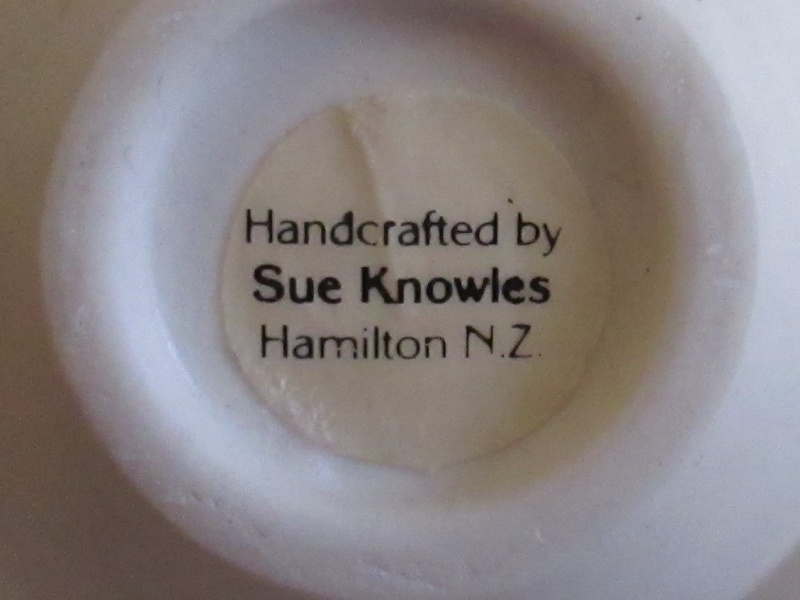 Handcrafted by
Sue Knowles
Hamilton N.Z.